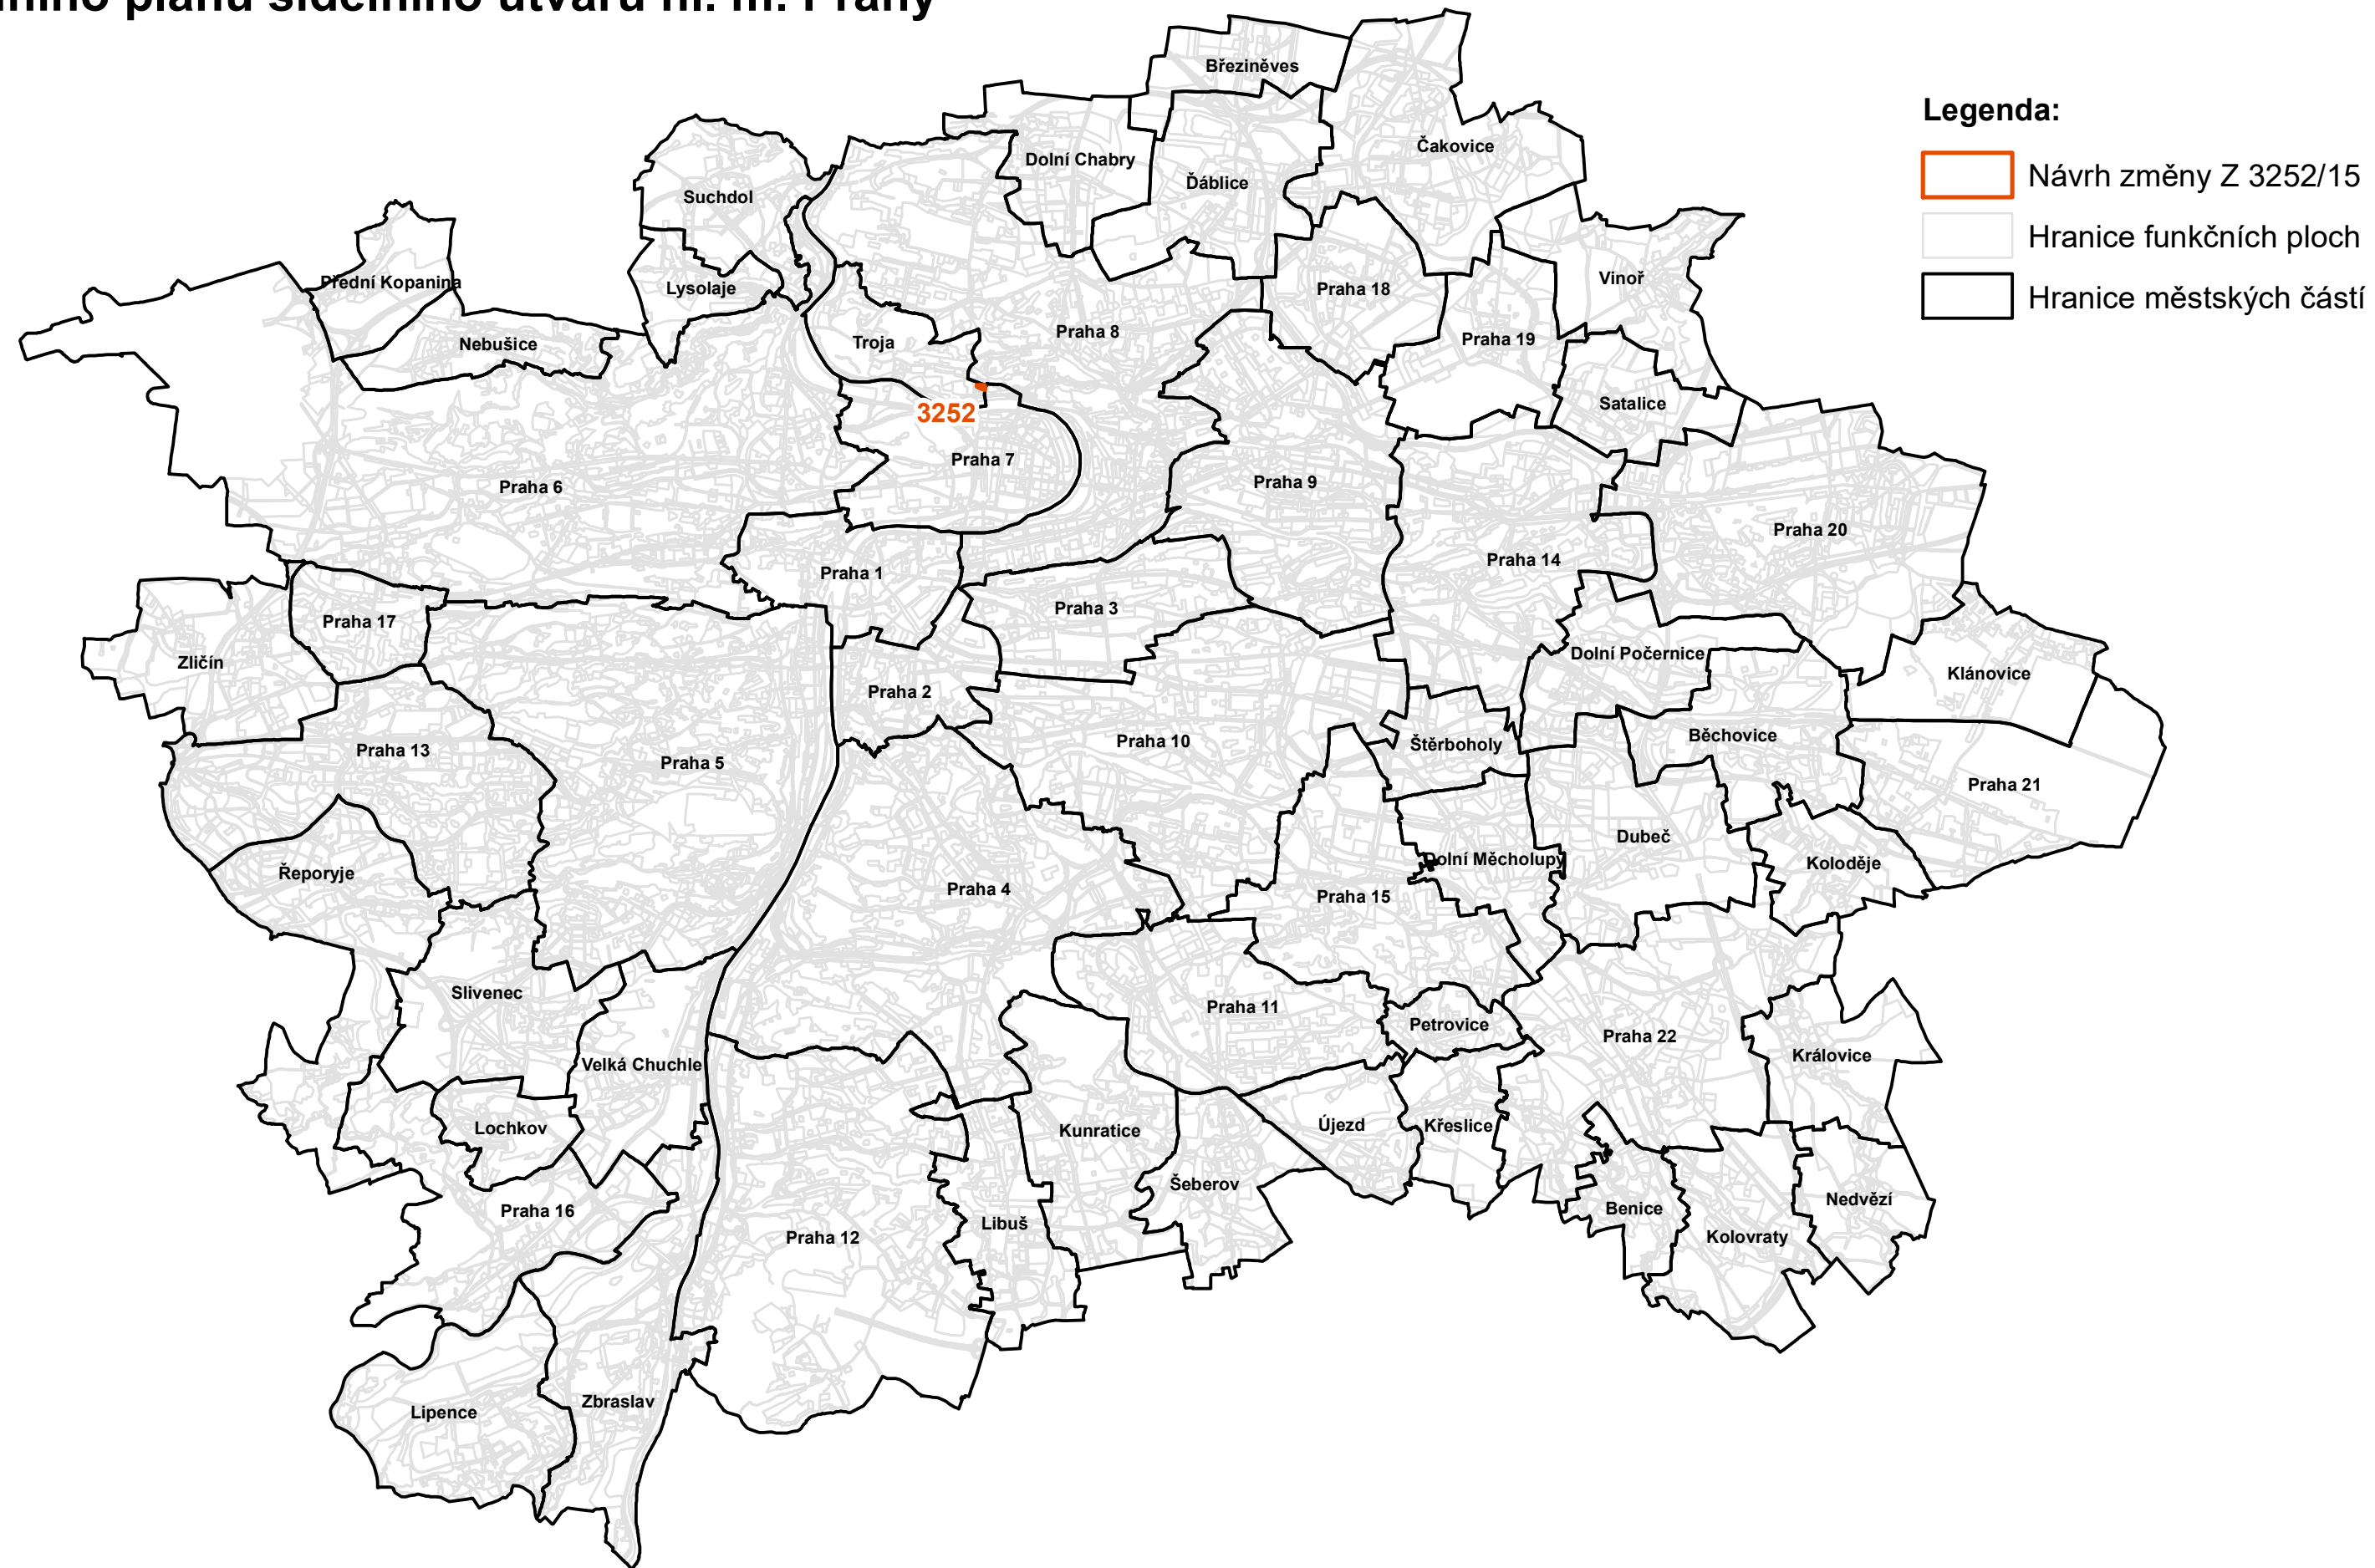 plánu sídelního útvaru hl. m. Prahy
Legenda:
Návrh změny Z 3252/15
Hranice funkčních ploch
Hranice městských částí
Březiněves
Čakovice
Dolní Chabry
Ďáblice
Suchdol
Přední Kopanina
Lysolaje
Praha 18
Vinoř
Nebušice
Troja
Praha 8
Praha 19
3252
Satalice
Praha 7
Praha 6
Praha 9
Praha 20
Praha 14
Praha 1
Praha 3
Praha 17
Zličín
Dolní Počernice
Klánovice
Praha 2
Praha 13
Praha 5
Praha 10
Štěrboholy
Běchovice
Praha 21
Dubeč
Řeporyje
Dolní Měcholupy
Koloděje
Praha 4
Praha 15
Slivenec
Praha 11
Petrovice
Praha 22
Královice
Velká Chuchle
Lochkov
Kunratice
Újezd
Křeslice
Šeberov
Praha 16
Libuš
Benice
Nedvězí
Praha 12
Kolovraty
Zbraslav
Lipence